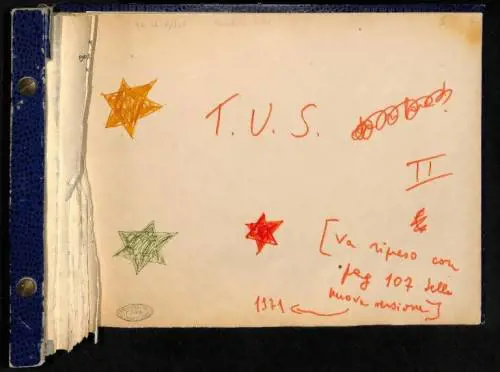 T. V. S.
II
[va ripreso con
pag 107 della
nuova versione]
1971